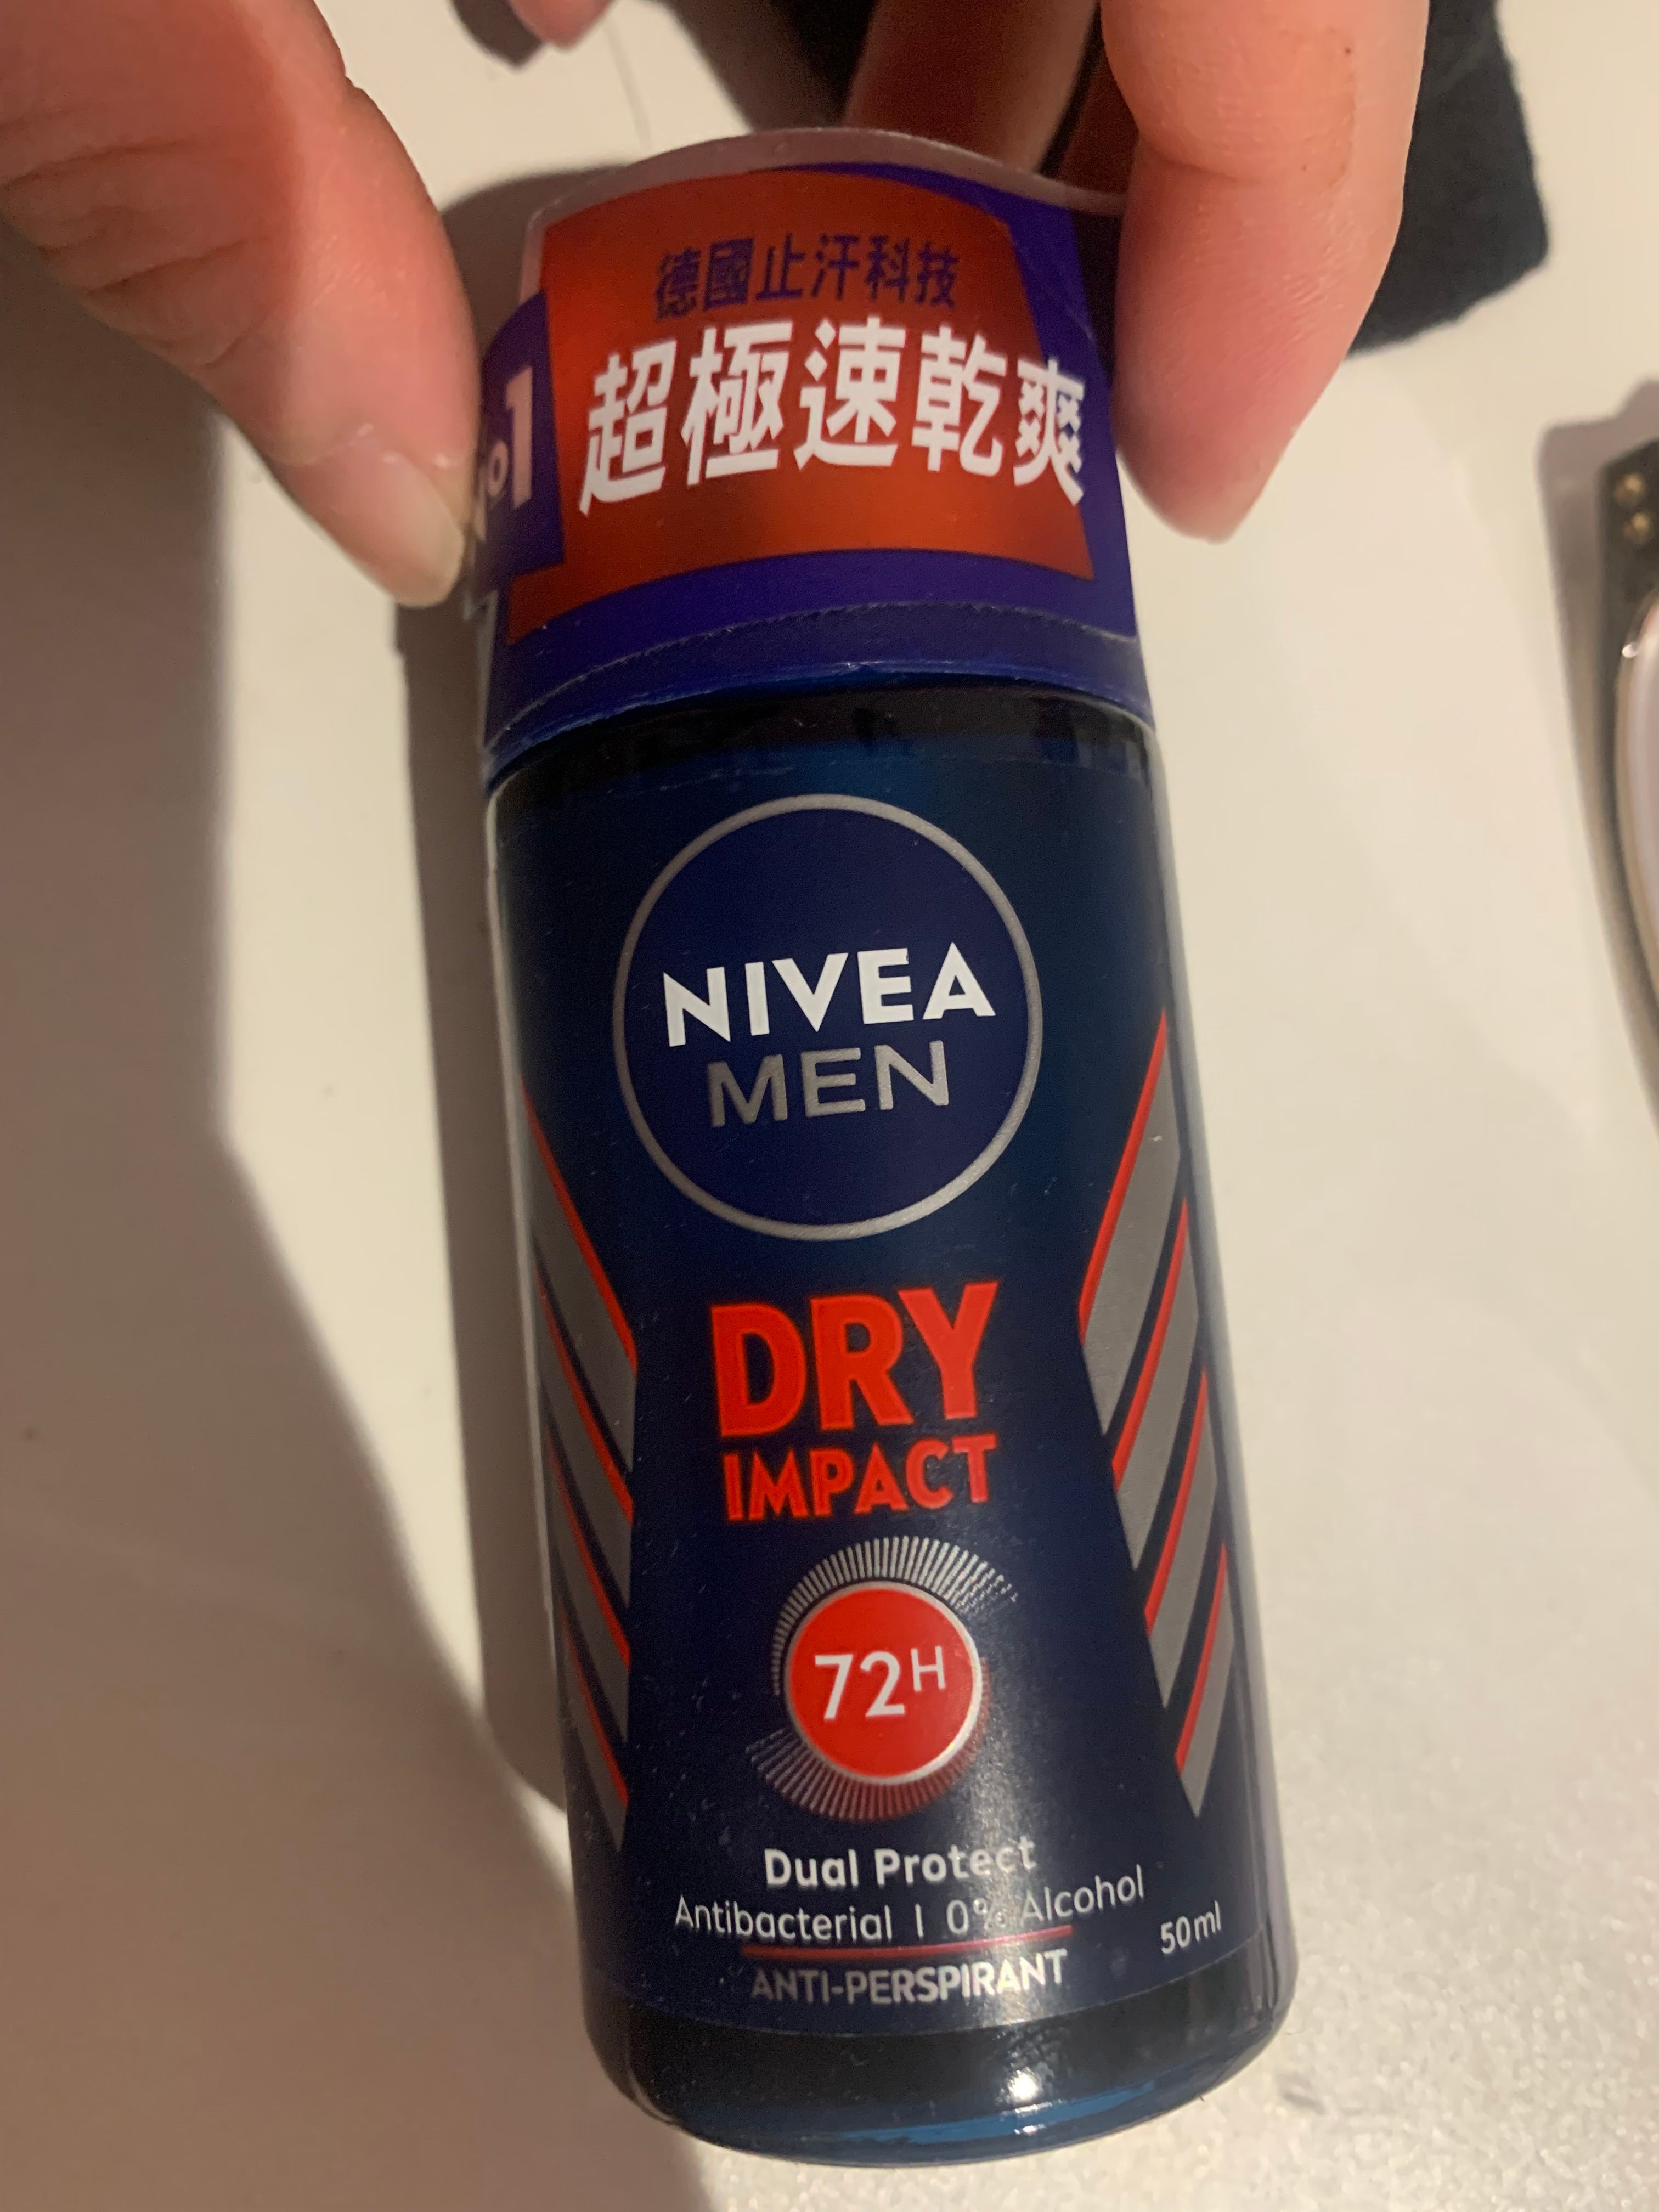 德國止汗科技
超極速乾爽
No1
NIVEA
MEN
DRY
IMPACT
72H
Dual Protect
Antibacterial | 0% Alcohol
50ml
ANTI-PERSPIRANT